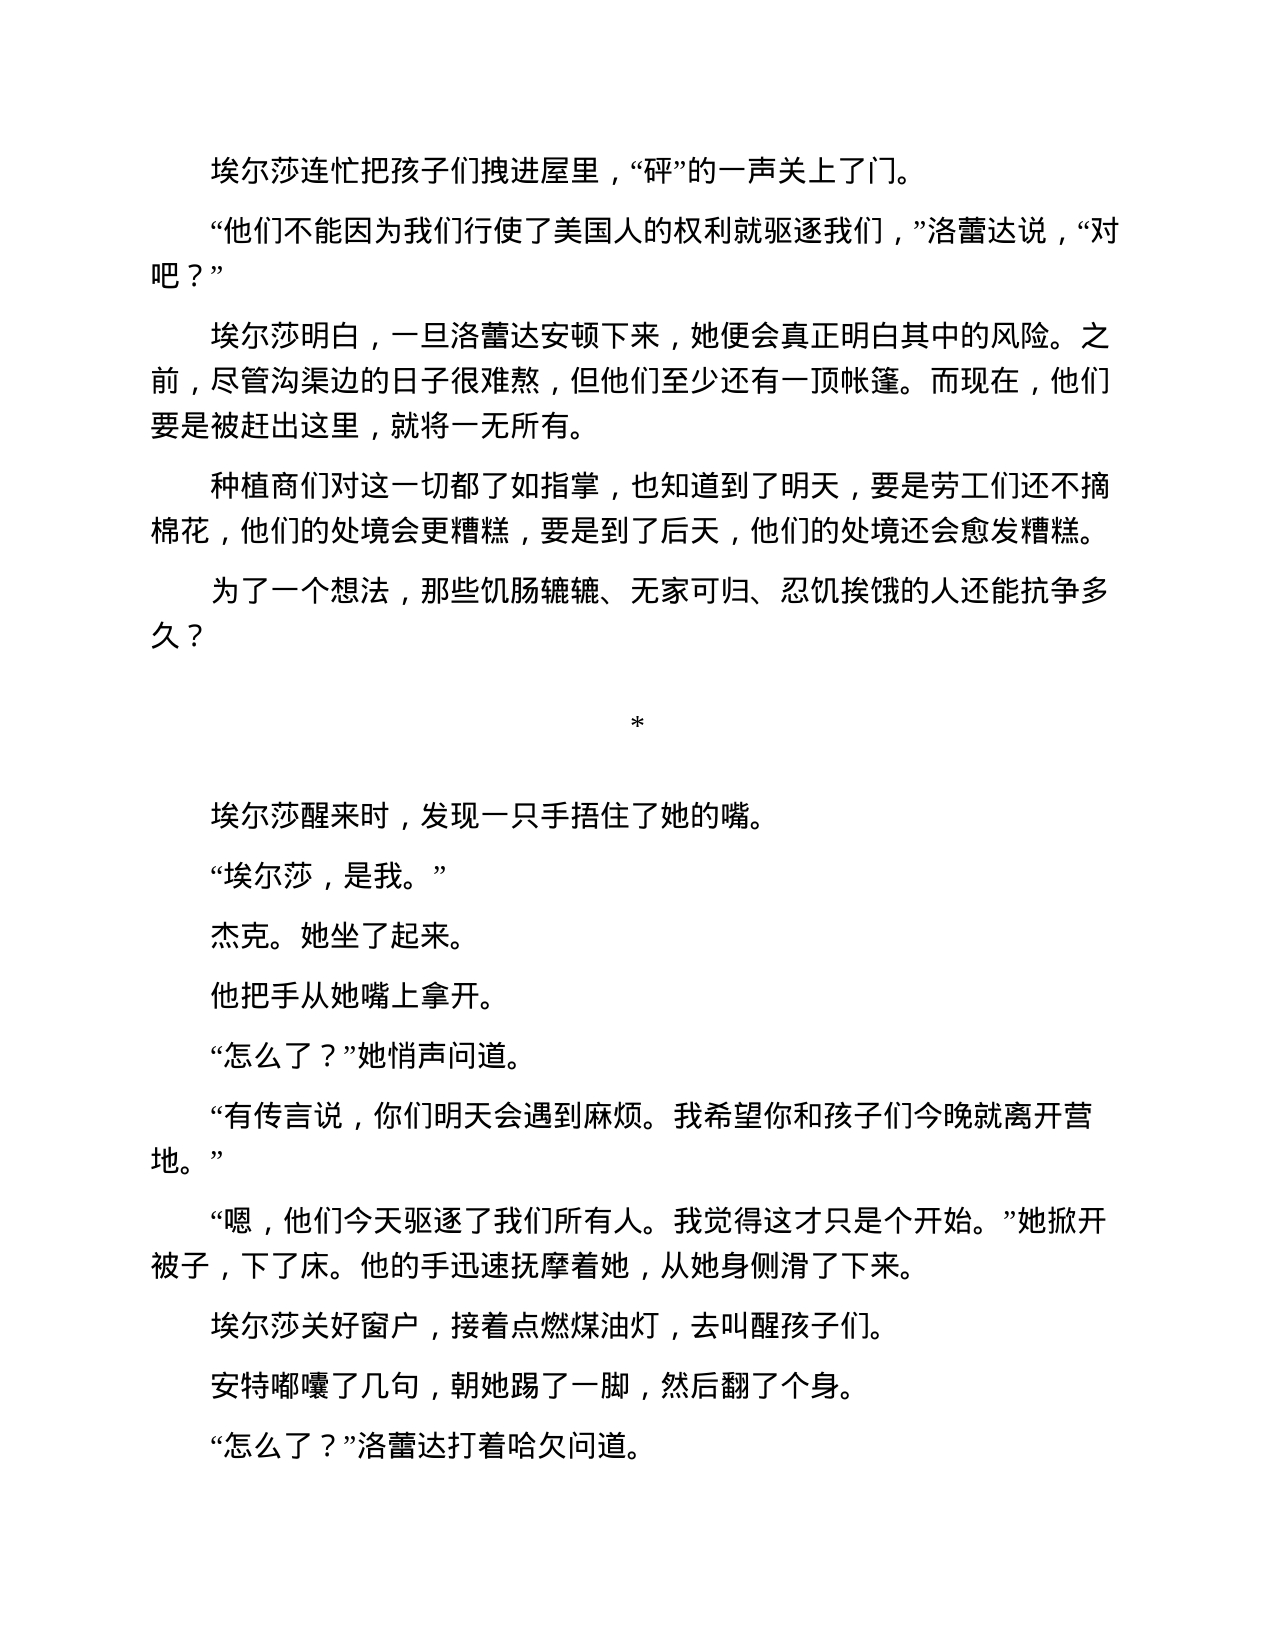 埃尔莎连忙把孩子们拽进屋里，“砰”的一声关上了门。
“他们不能因为我们行使了美国人的权利就驱逐我们，”洛蕾达说，“对
吧？”
埃尔莎明白，一旦洛蕾达安顿下来，她便会真正明白其中的风险。之
前，尽管沟渠边的日子很难熬，但他们至少还有一顶帐篷。而现在，他们
要是被赶出这里，就将一无所有。
种植商们对这一切都了如指掌，也知道到了明天，要是劳工们还不摘
棉花，他们的处境会更糟糕，要是到了后天，他们的处境还会愈发糟糕。
为了一个想法，那些饥肠辘辘、无家可归、忍饥挨饿的人还能抗争多
久？
*
埃尔莎醒来时，发现一只手捂住了她的嘴。
“埃尔莎，是我。”
杰克。她坐了起来。
他把手从她嘴上拿开。
“怎么了？”她悄声问道。
“有传言说，你们明天会遇到麻烦。我希望你和孩子们今晚就离开营
地。”
“嗯，他们今天驱逐了我们所有人。我觉得这才只是个开始。”她掀开
被子，下了床。他的手迅速抚摩着她，从她身侧滑了下来。
埃尔莎关好窗户，接着点燃煤油灯，去叫醒孩子们。
安特嘟囔了几句，朝她踢了一脚，然后翻了个身。
“怎么了？”洛蕾达打着哈欠问道。